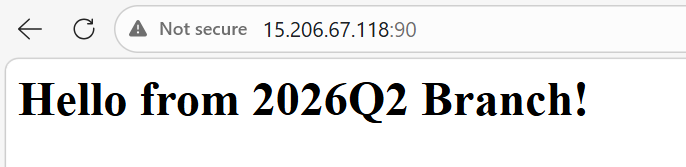 Not secure 15.206.67.118:90
Hello from 2026Q2 Branch!